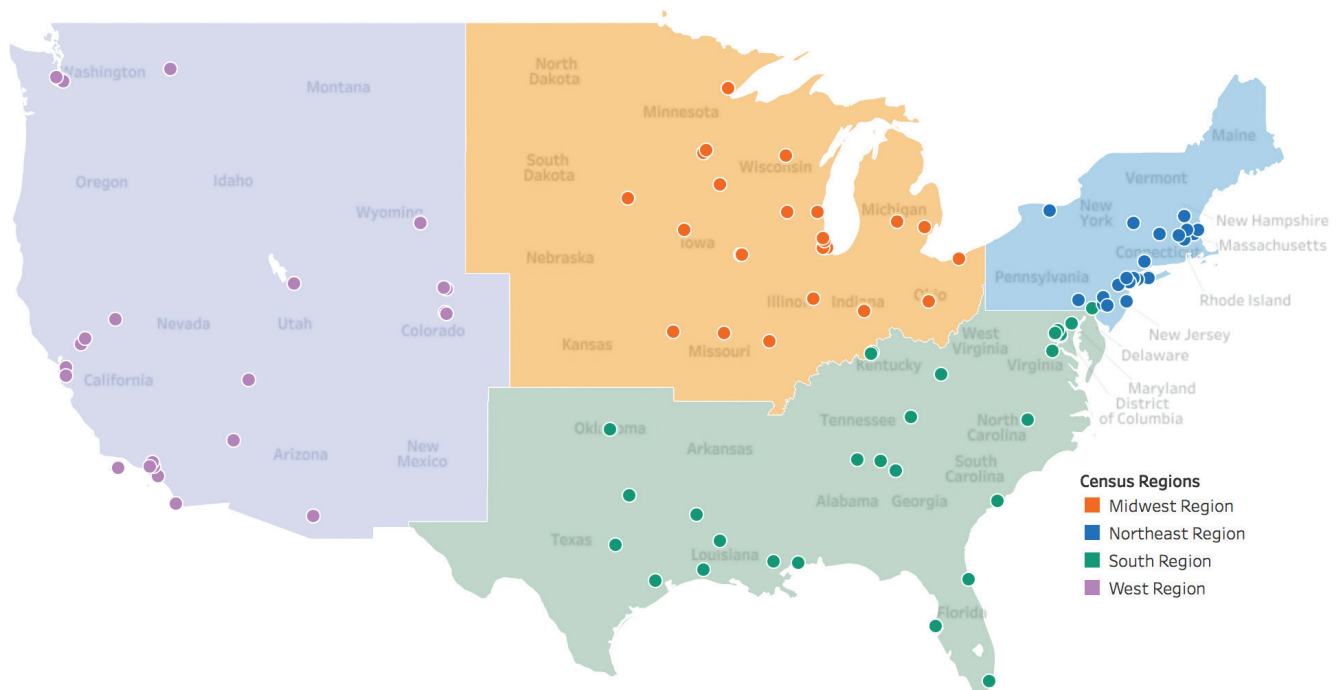 Washington
Montana
North
Dakota
Minnesota
Maine
Oregon
Idaho
South
Dakota
Wisconsin
Vermont
Wyoming
Michigan
New
York
New Hampshire
Massachusetts
Iowa
Nebraska
Connecticut
Pennsylvania
Rhode Island
Nevada
Utah
Colorado
Illinois
Indiana
Ohio
New Jersey
Delaware
California
Kansas
Missouri
West
Virginia
Virginia
Kentucky
Maryland
District
of Columbia
Arizona
New
Mexico
Oklahoma
Arkansas
Tennessee
North
Carolina
South
Carolina
Alabama
Georgia
Texas
Louisiana
Florida
Census Regions
Midwest Region
Northeast Region
South Region
West Region